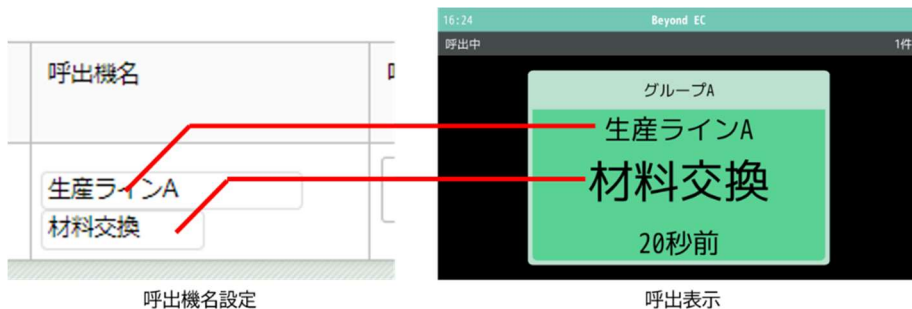 呼出機名
生産ラインA
材料交換
呼出機名設定
16:24 Beyond EC
呼出中 1件
グループA
生産ラインA
材料交換
20秒前
呼出表示